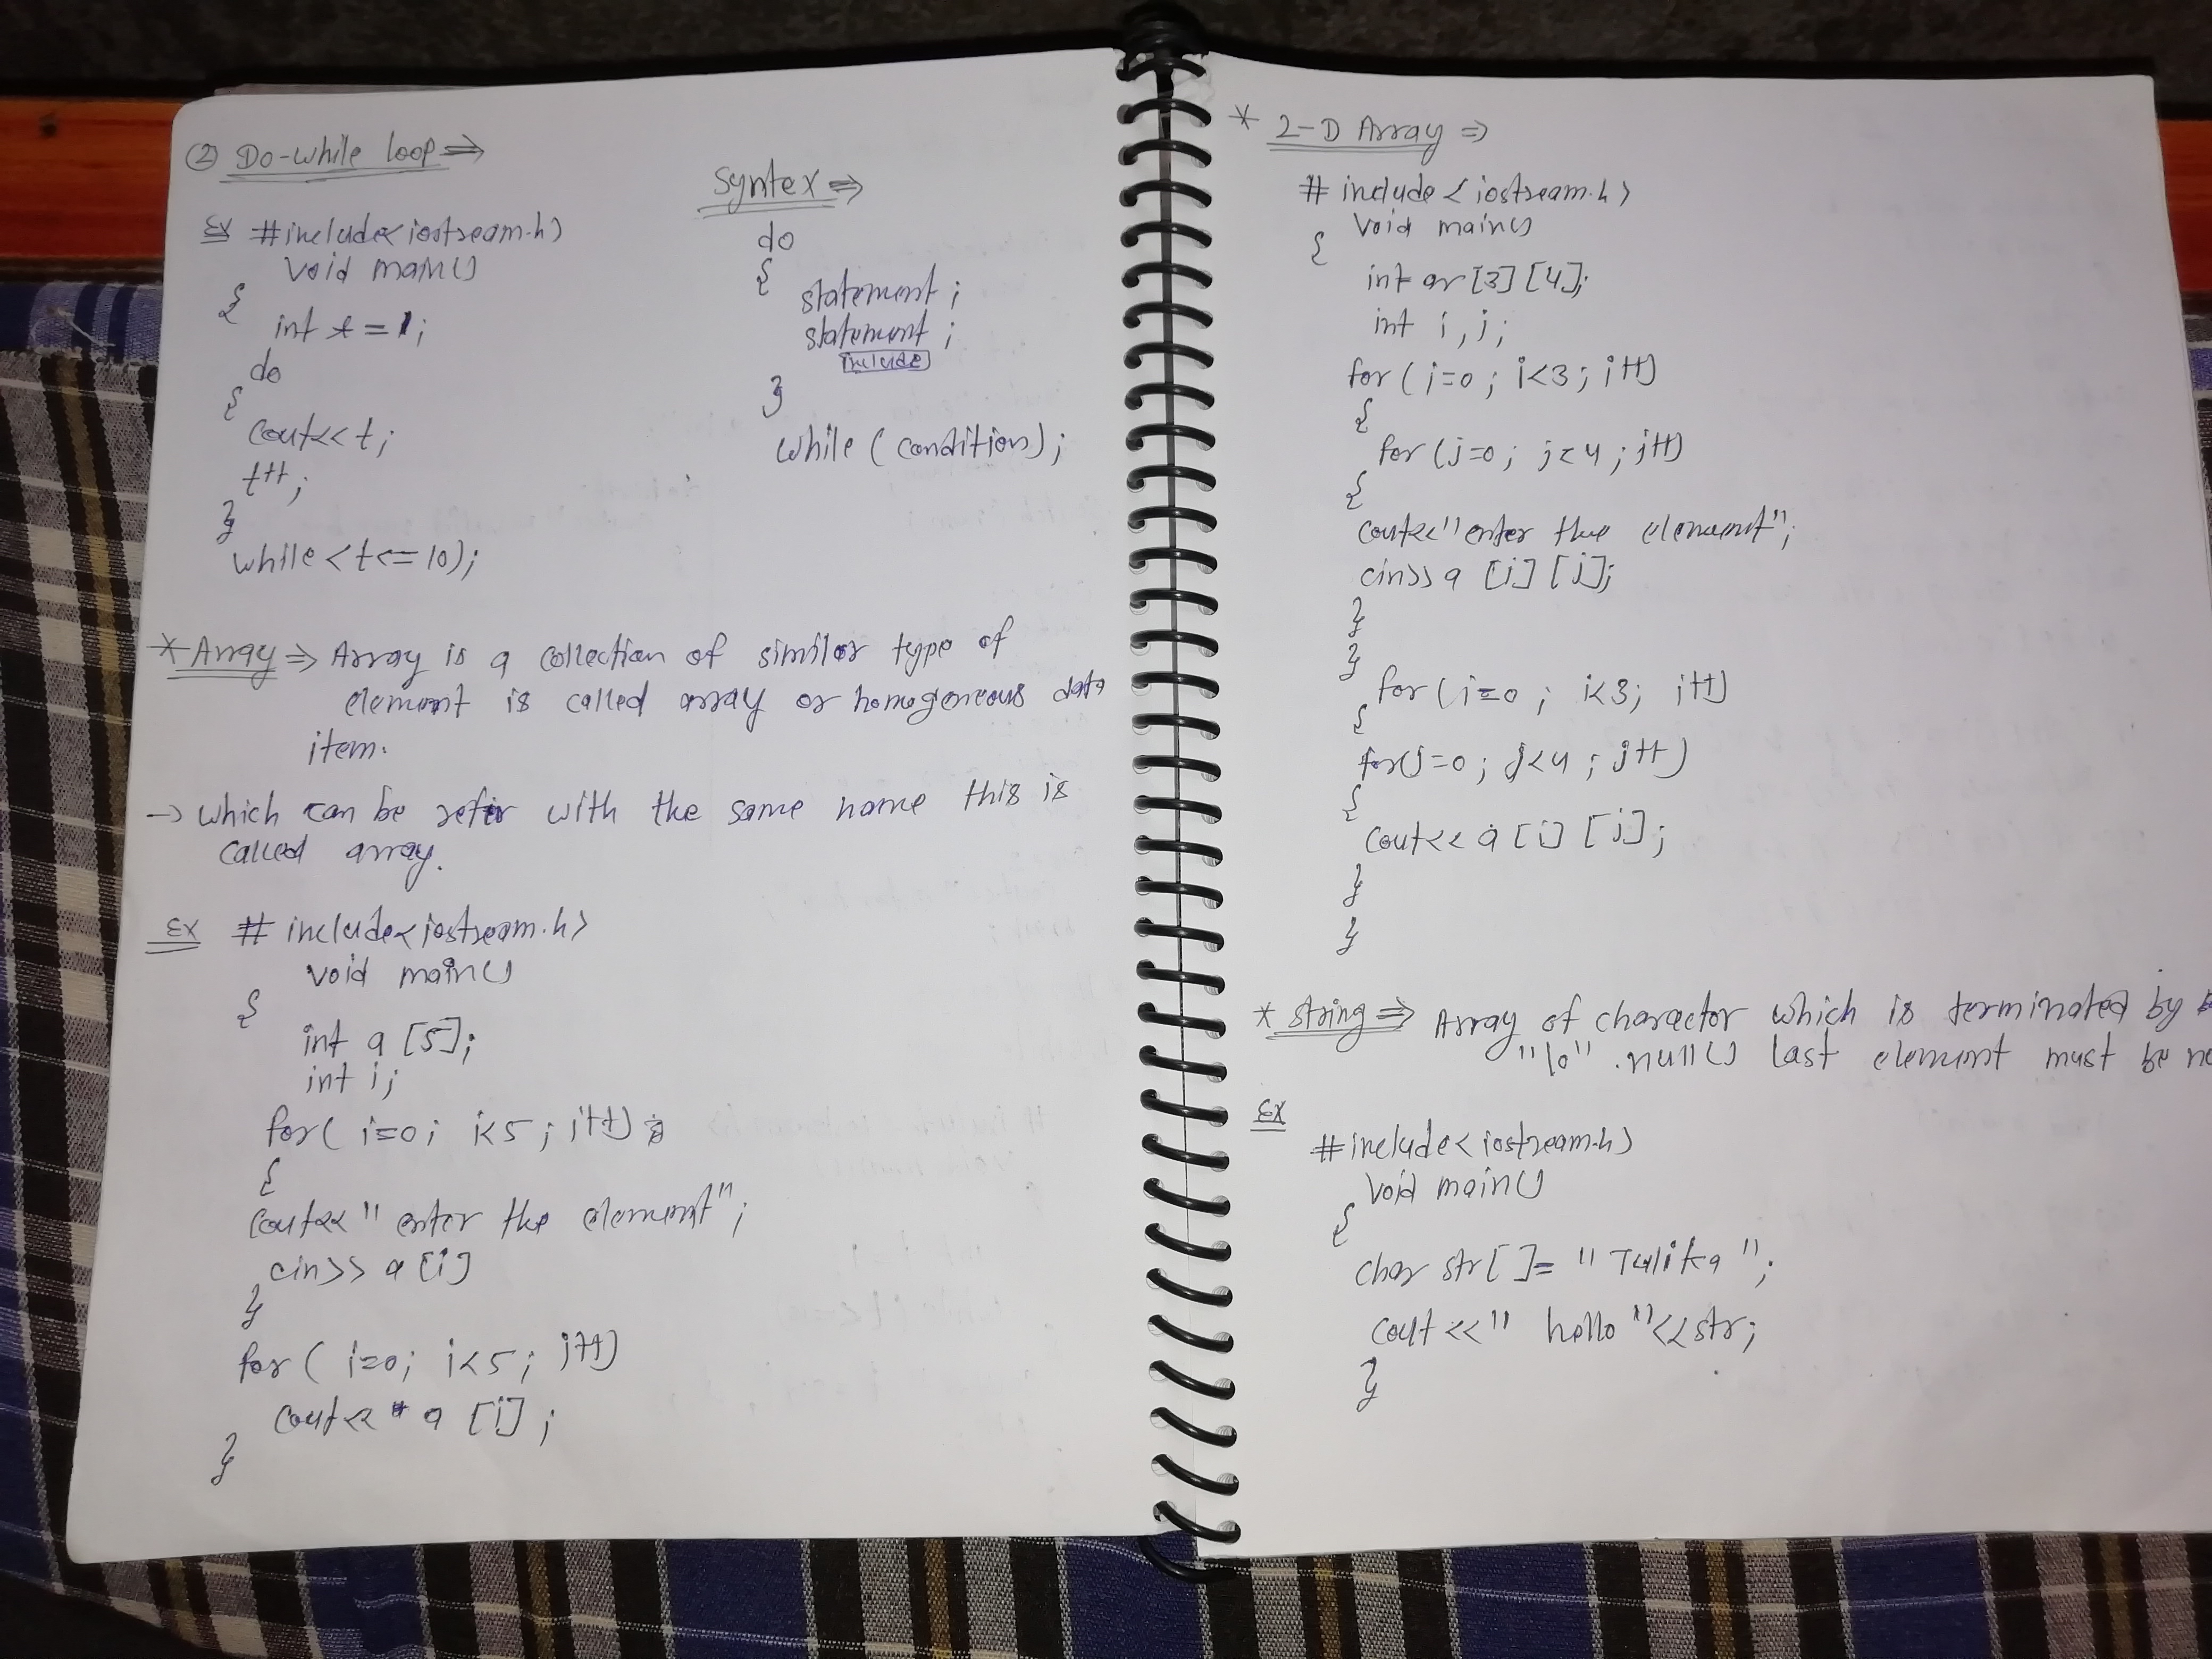 ② Do-while loop ⇒
Ex #include<iostream.h>
void main()
{
int t = 1;
do
{
cout<<t;
t++;
}
while<t<=10);
Syntex ⇒
do
{
statement;
statement;
include
}
while (condition);
* Array ⇒ Array is a collection of similar type of
element is called array or homogeneous data
item.
→ which can be refer with the same name this is
called array.
Ex #include<iostream.h>
void main()
{
int a [5];
int i;
for( i=0; i<5; i++)
{
cout<<" enter the element";
cin>> a [i]
}
for ( i=0; i<5; i++)
cout<< a [i];
}
* 2-D Array ⇒
# include <iostream.h>
void main()
{
int ar [3] [4];
int i, j;
for (i=0; i<3; i++)
{
for (j=0; j<4; j++)
{
cout<<"enter the element";
cin>> a [i] [j];
}
}
for (i=0; i<3; i++)
{
for(j=0; j<4; j++)
{
cout<< a [i] [j];
}
}
* string ⇒ Array of charactor which is terminated by
"\0" .null() last element must be
Ex
#include<iostream.h>
void main()
{
char str[ ]= "Tulika";
cout <<" hello "<<str;
}